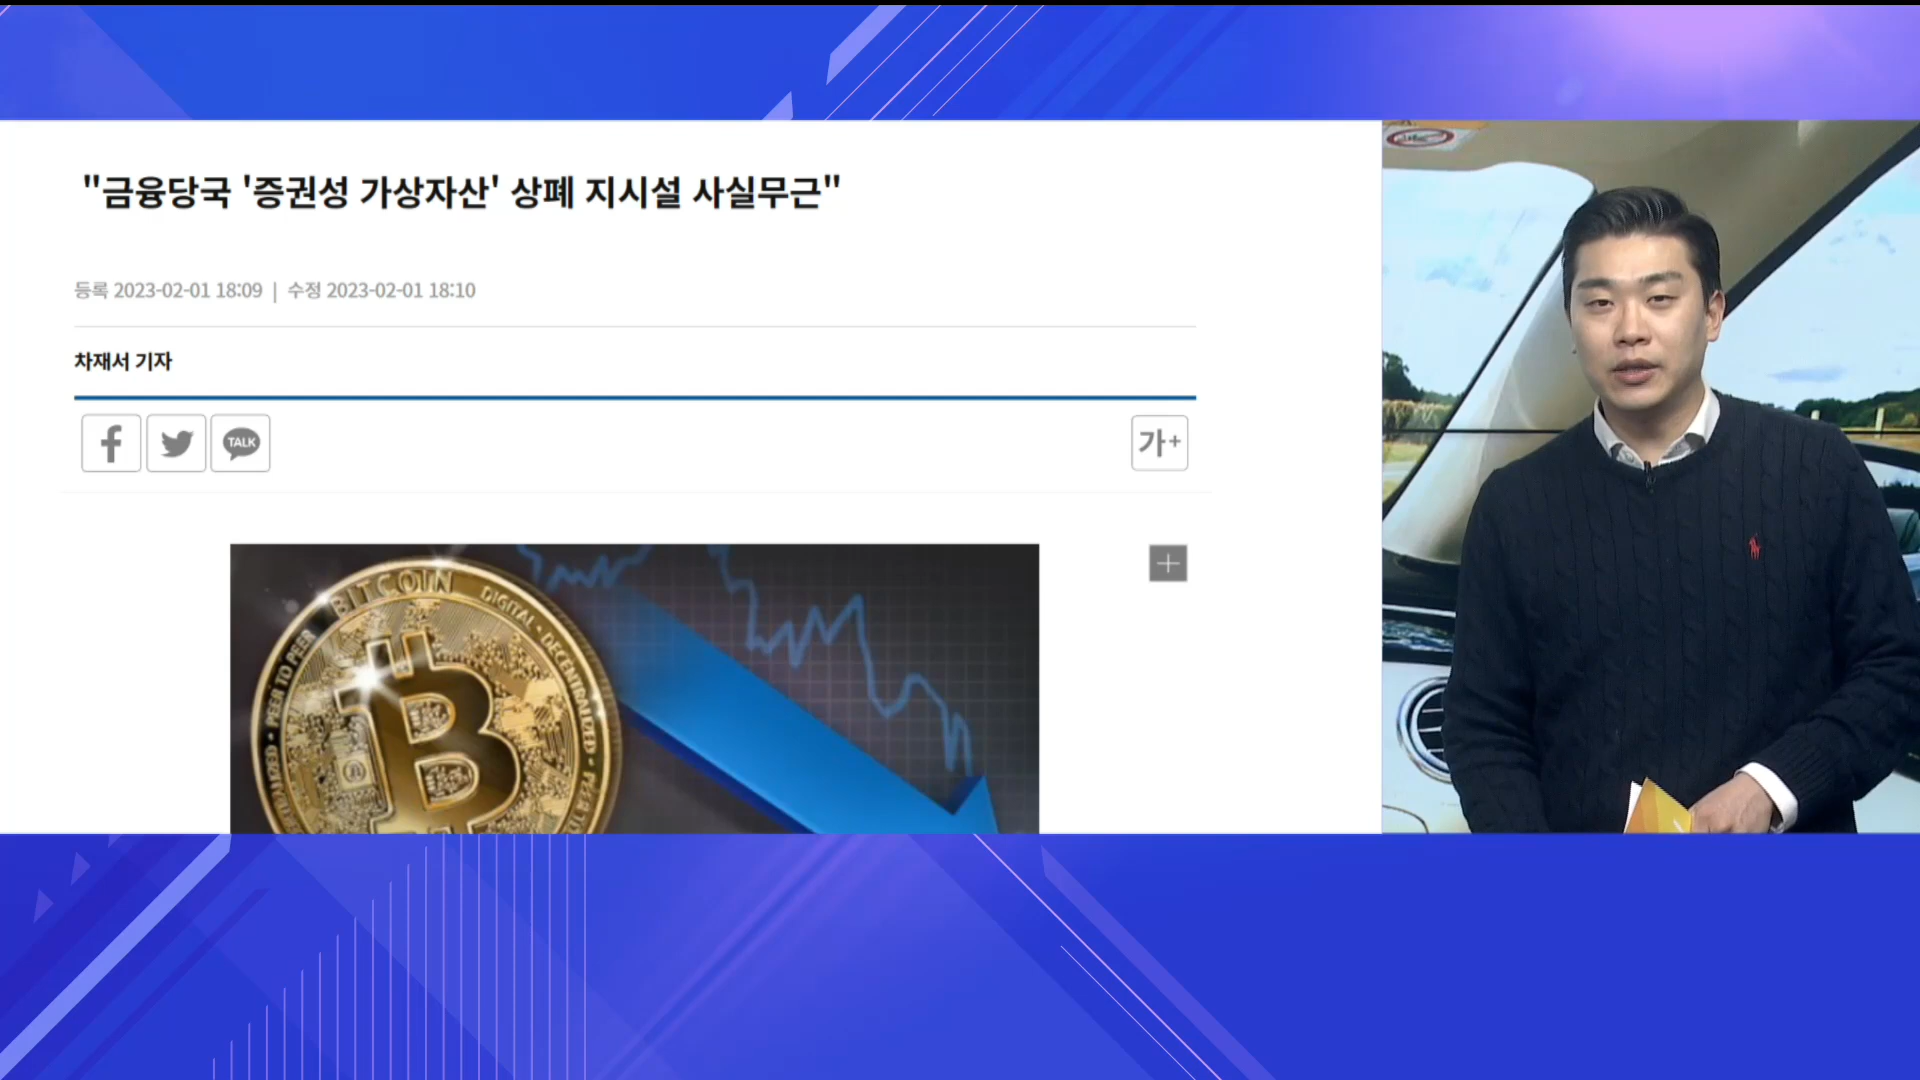 "금융당국 '증권성 가상자산' 상폐 지시설 사실무근"
등록 2023-02-01 18:09 | 수정 2023-02-01 18:10
차재서 기자
TALK
가+
BITCOIN
DIGITAL • DECENTRALIZED • PEER
PEER TO PEER